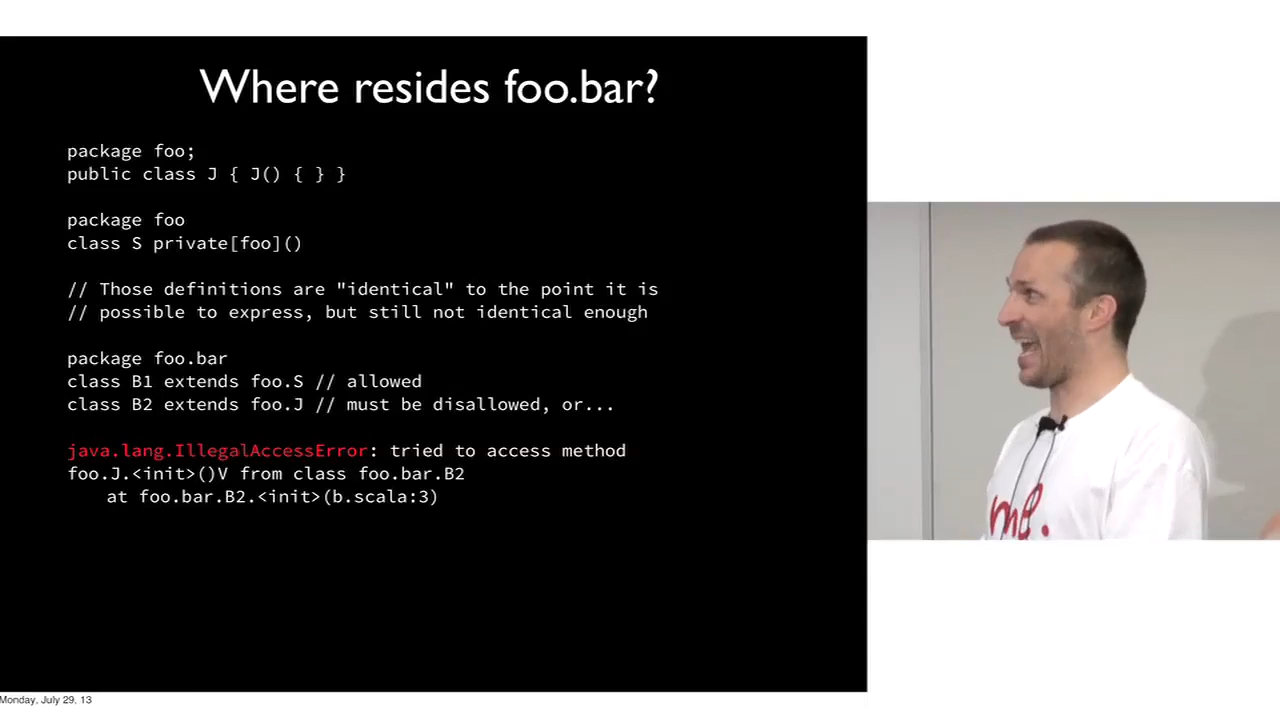 Where resides foo.bar?
package foo;
public class J { J() { } }
package foo
class S private[foo]()
// Those definitions are "identical" to the point it is
// possible to express, but still not identical enough
package foo.bar
class B1 extends foo.S // allowed
class B2 extends foo.J // must be disallowed, or...
java.lang.IllegalAccessError: tried to access method
foo.J.<init>()V from class foo.bar.B2
at foo.bar.B2.<init>(b.scala:3)
Monday, July 29, 13